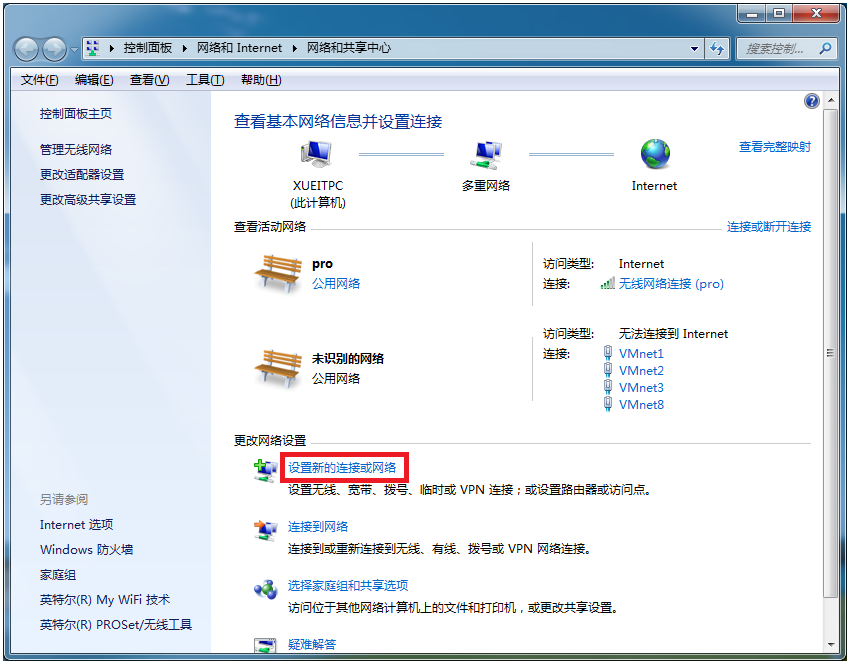 控制面板 ▸ 网络和 Internet ▸ 网络和共享中心
搜索控制...
文件(F) 编辑(E) 查看(V) 工具(T) 帮助(H)
控制面板主页
管理无线网络
更改适配器设置
更改高级共享设置
另请参阅
Internet 选项
Windows 防火墙
家庭组
英特尔(R) My WiFi 技术
英特尔(R) PROSet/无线工具
查看基本网络信息并设置连接
查看完整映射
XUEITPC
(此计算机)
多重网络
Internet
查看活动网络
连接或断开连接
pro
公用网络
访问类型: Internet
连接: 无线网络连接 (pro)
未识别的网络
公用网络
访问类型: 无法连接到 Internet
连接: VMnet1
VMnet2
VMnet3
VMnet8
更改网络设置
设置新的连接或网络
设置无线、宽带、拨号、临时或 VPN 连接；或设置路由器或访问点。
连接到网络
连接到或重新连接到无线、有线、拨号或 VPN 网络连接。
选择家庭组和共享选项
访问位于其他网络计算机上的文件和打印机，或更改共享设置。
疑难解答